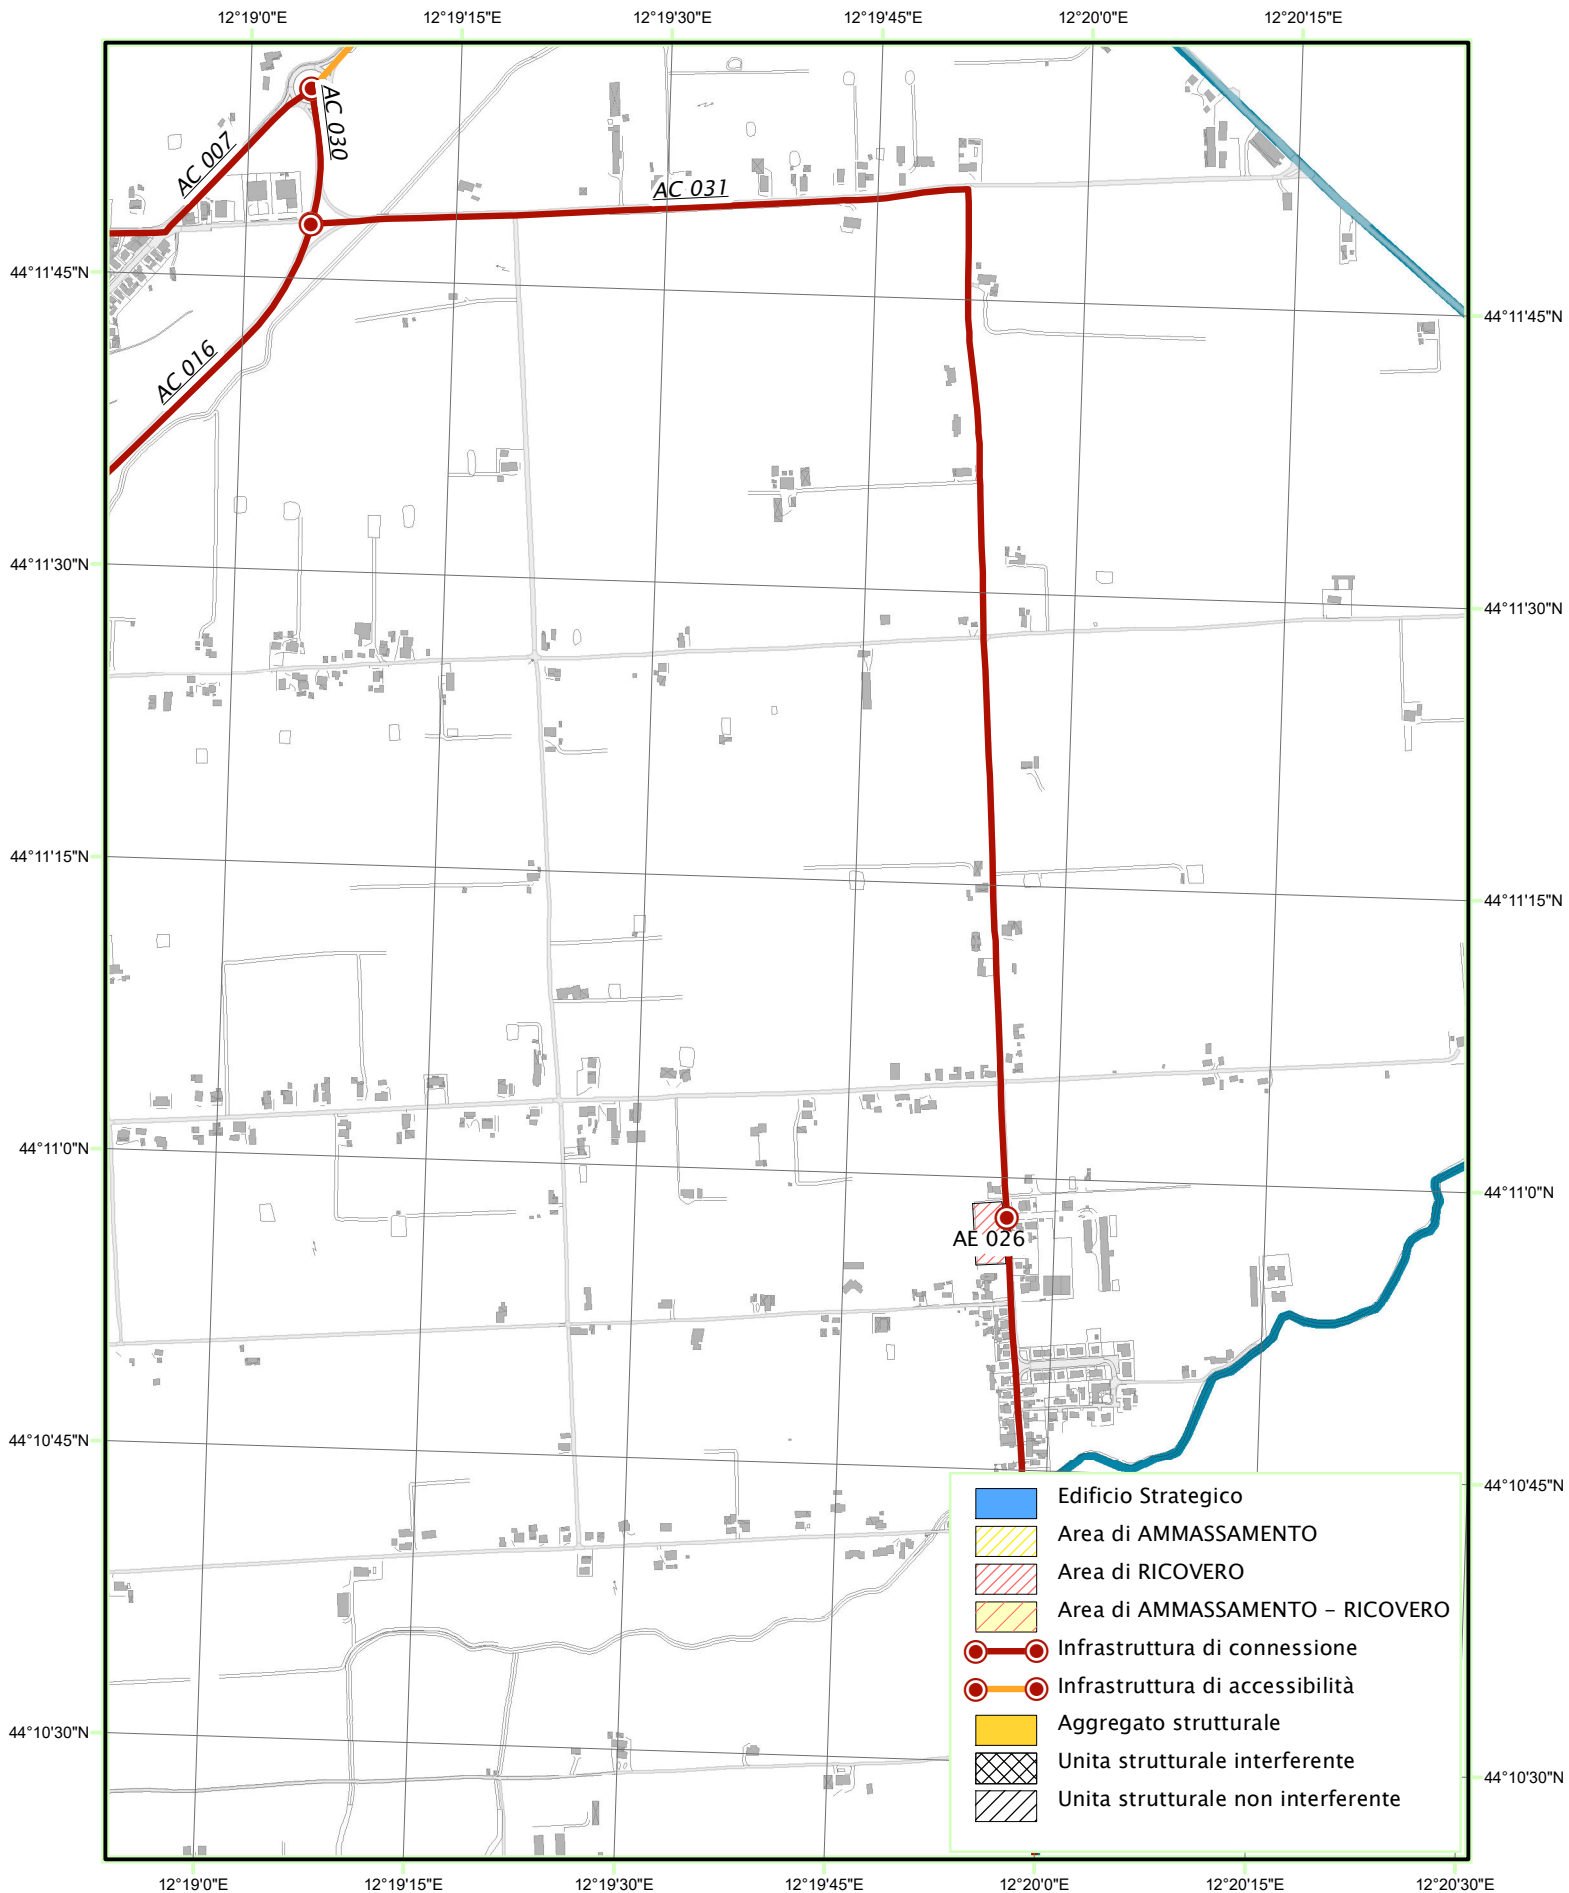 12°19'0"E 12°19'15"E 12°19'30"E 12°19'45"E 12°20'0"E 12°20'15"E
AC 030
AC 007
AC 031
44°11'45"N
44°11'45"N
AC 016
44°11'30"N
44°11'30"N
44°11'15"N
44°11'15"N
44°11'0"N
44°11'0"N
AE 026
44°10'45"N
44°10'45"N
Edificio Strategico
Area di AMMASSAMENTO
Area di RICOVERO
Area di AMMASSAMENTO – RICOVERO
Infrastruttura di connessione
Infrastruttura di accessibilità
Aggregato strutturale
Unita strutturale interferente
Unita strutturale non interferente
44°10'30"N
44°10'30"N
12°19'0"E 12°19'15"E 12°19'30"E 12°19'45"E 12°20'0"E 12°20'15"E 12°20'30"E